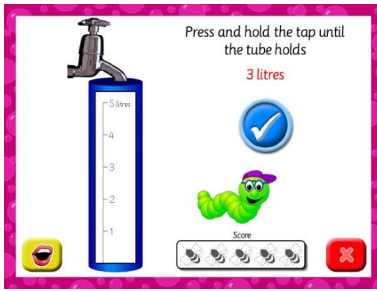 Press and hold the tap until
the tube holds
3 litres
5 litres
4
3
2
1
Score